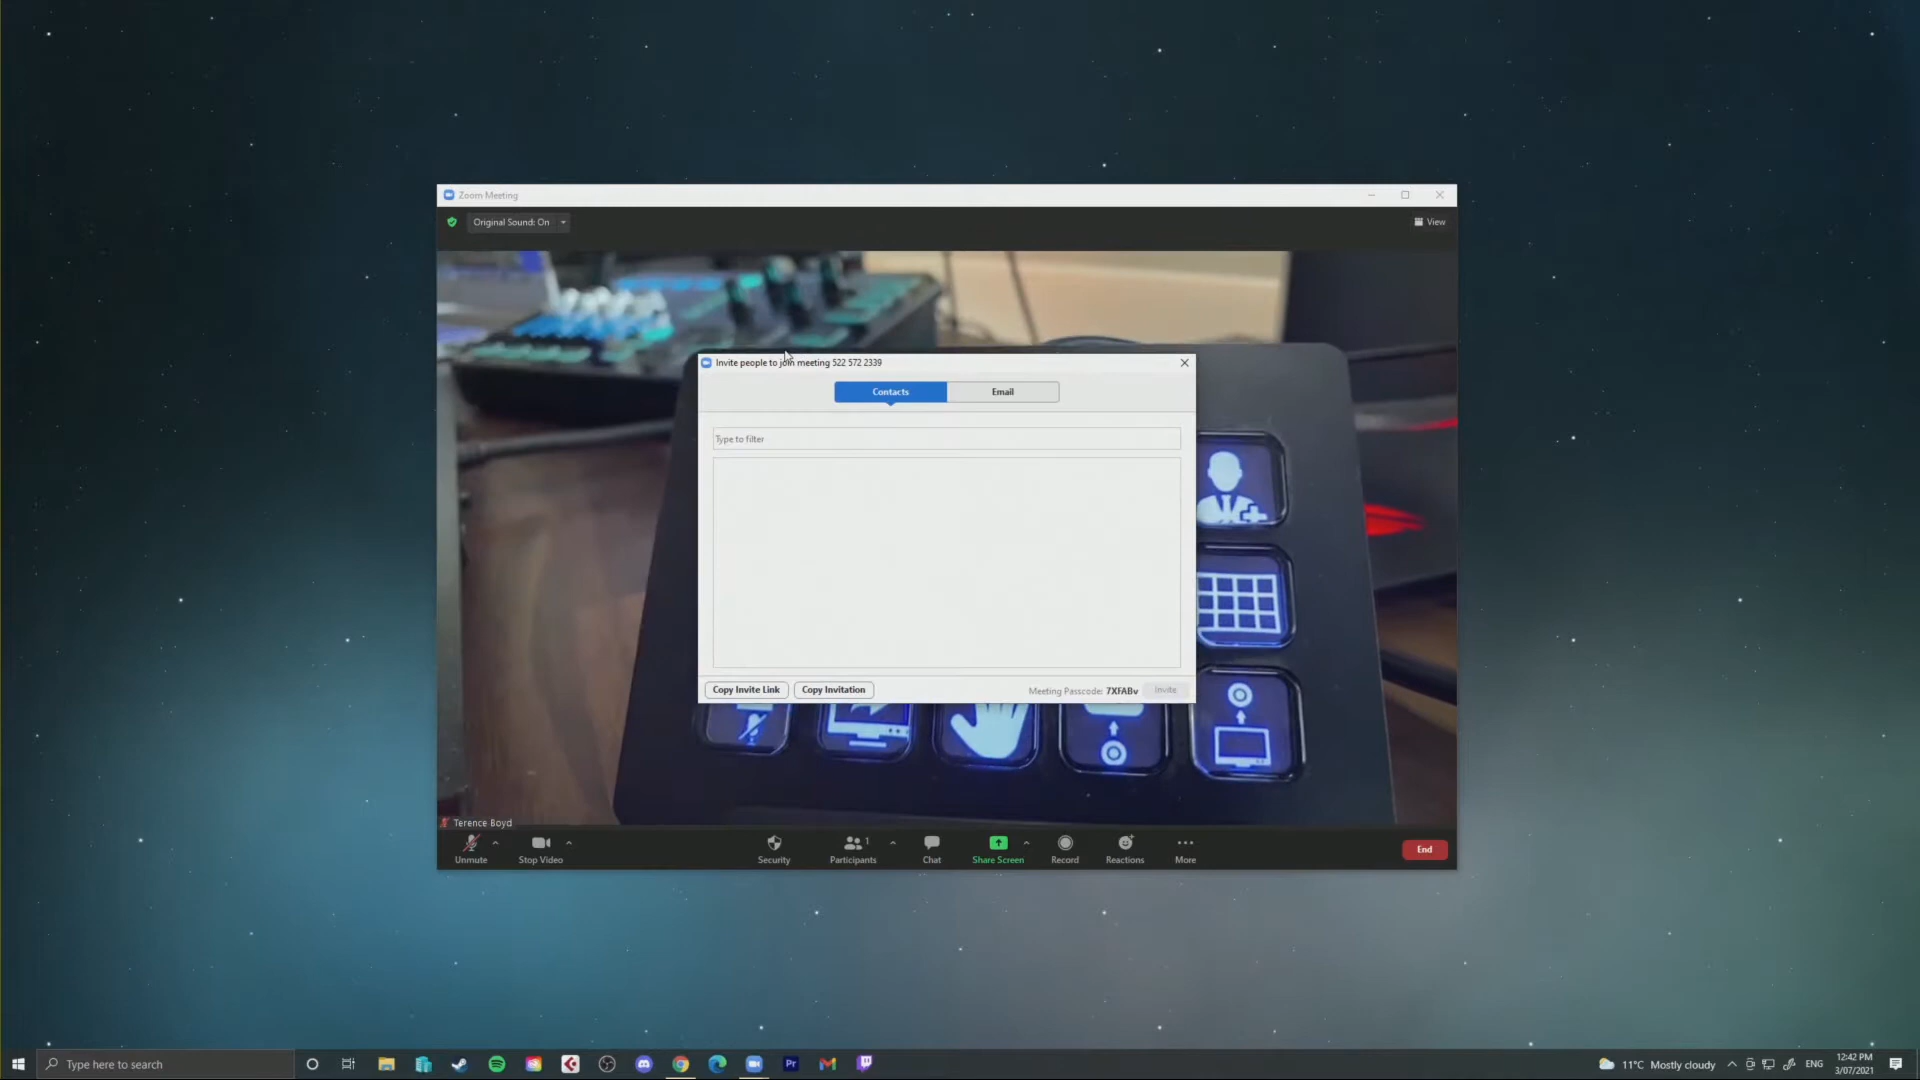 Zoom Meeting
Original Sound: On
View
Invite people to join meeting 522 572 2339
Contacts
Email
Type to filter
Copy Invite Link
Copy Invitation
Meeting Passcode: 7XFABv
Invite
Terence Boyd
Unmute
Stop Video
Security
Participants
1
Chat
Share Screen
Record
Reactions
More
End
Type here to search
Pr
11°C Mostly cloudy
ENG
12:42 PM
3/07/2021